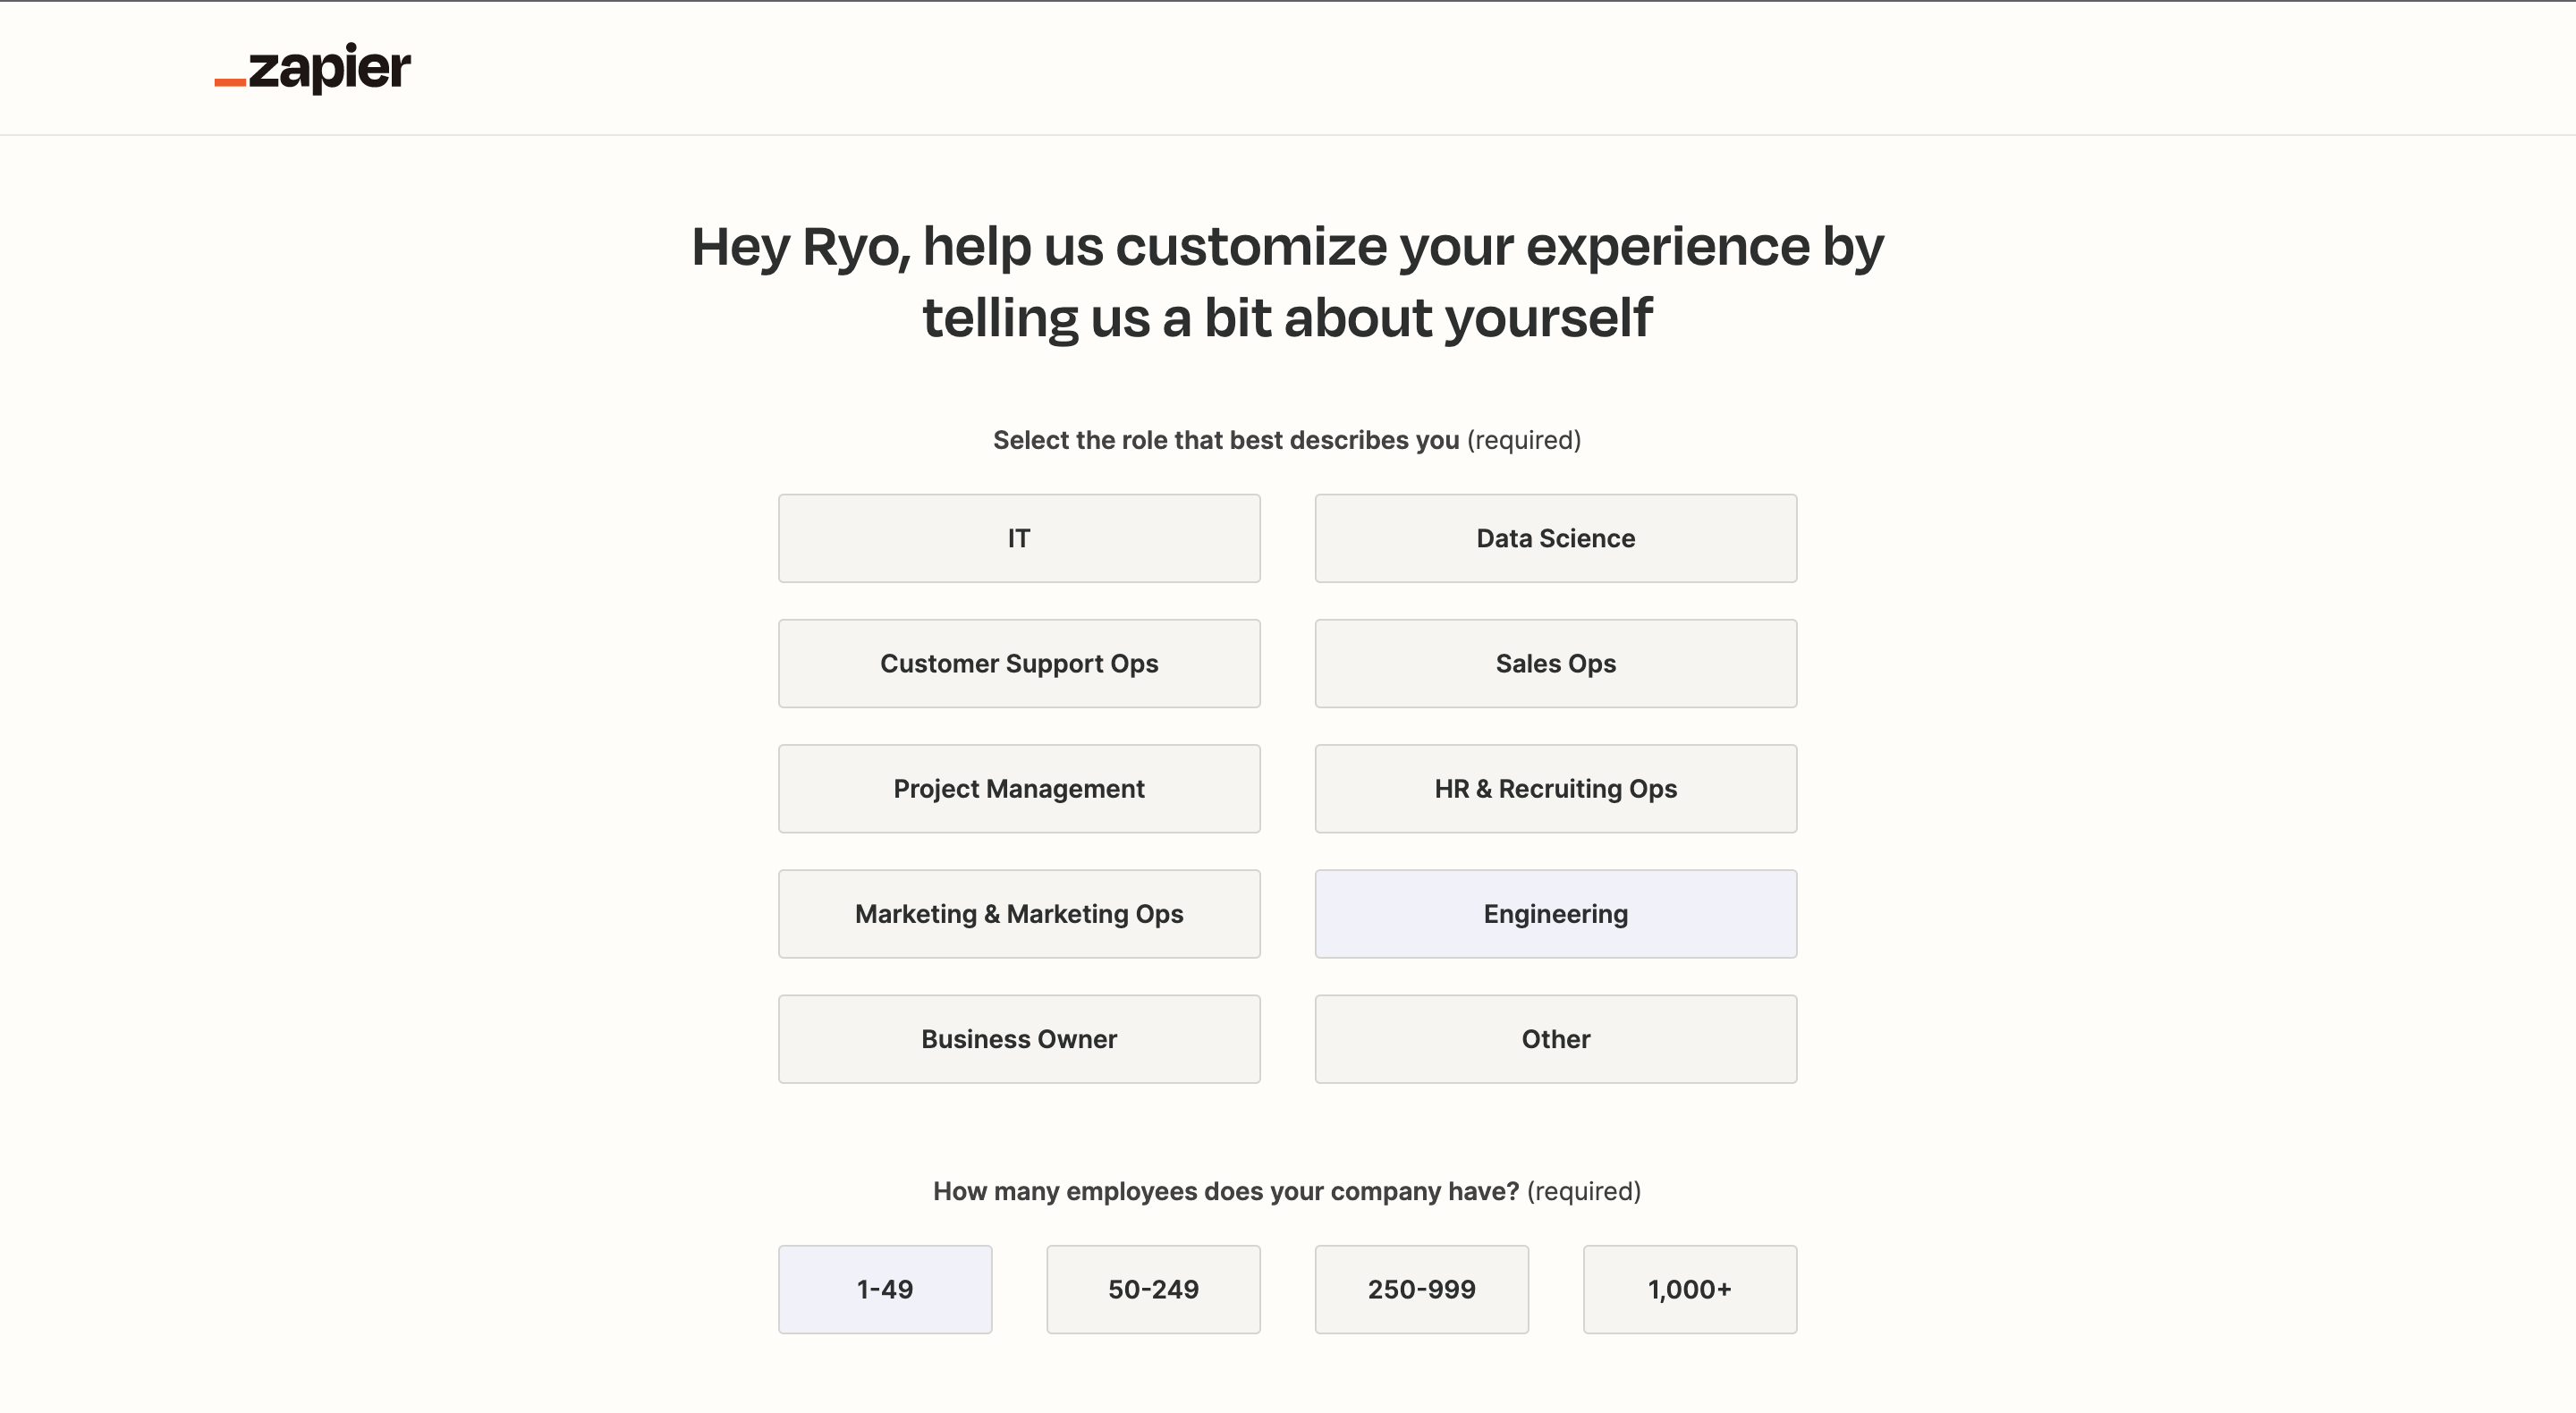 zapier
Hey Ryo, help us customize your experience by
telling us a bit about yourself
Select the role that best describes you (required)
IT
Data Science
Customer Support Ops
Sales Ops
Project Management
HR & Recruiting Ops
Marketing & Marketing Ops
Engineering
Business Owner
Other
How many employees does your company have? (required)
1-49
50-249
250-999
1,000+